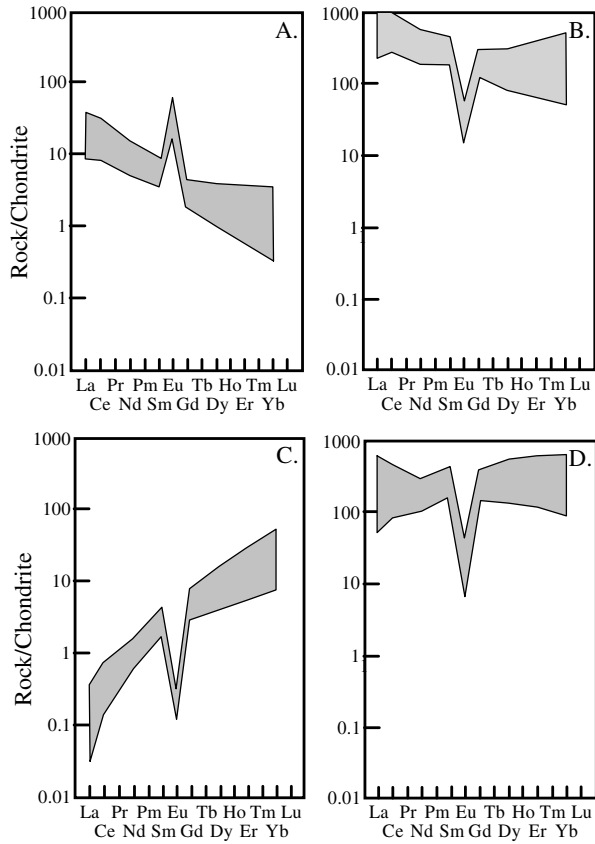 A.
1000
100
10
1
0.1
0.01
Rock/Chondrite
La Pr Pm Eu Tb Ho Tm Lu
Ce Nd Sm Gd Dy Er Yb
B.
1000
100
10
1
0.1
0.01
La Pr Pm Eu Tb Ho Tm Lu
Ce Nd Sm Gd Dy Er Yb
C.
1000
100
10
1
0.1
0.01
Rock/Chondrite
La Pr Pm Eu Tb Ho Tm Lu
Ce Nd Sm Gd Dy Er Yb
D.
1000
100
10
1
0.1
0.01
La Pr Pm Eu Tb Ho Tm Lu
Ce Nd Sm Gd Dy Er Yb